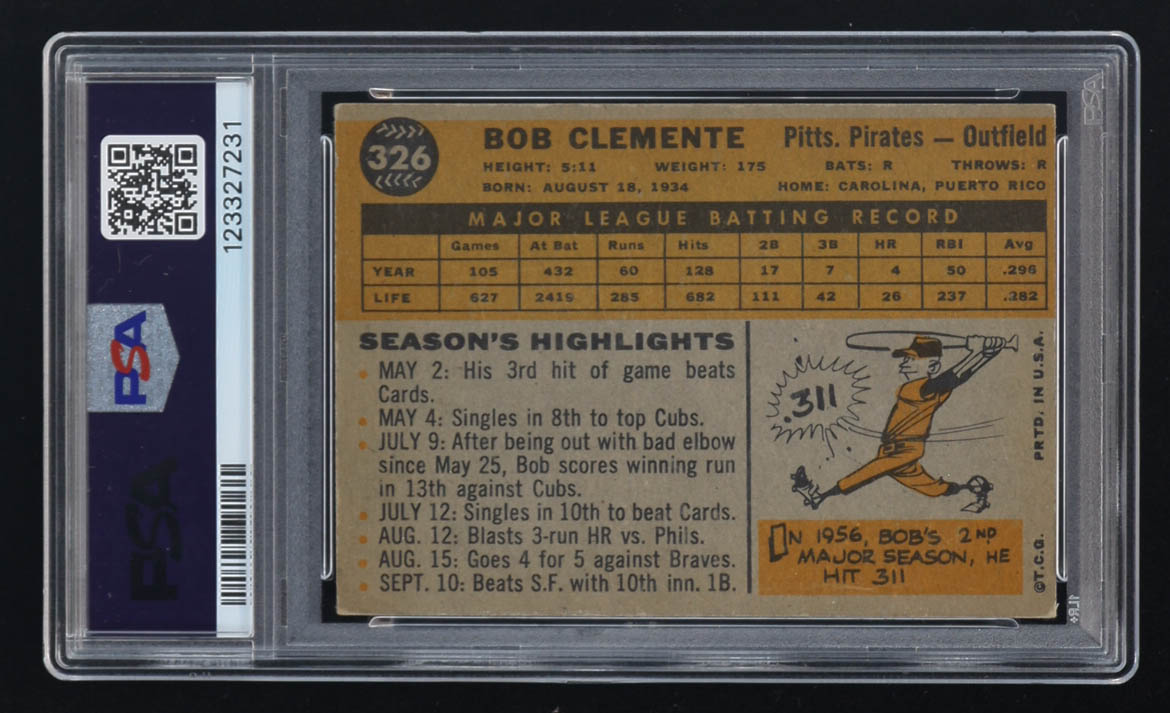 326
BOB CLEMENTE Pitts. Pirates — Outfield
HEIGHT: 5:11 WEIGHT: 175 BATS: R THROWS: R
BORN: AUGUST 18, 1934 HOME: CAROLINA, PUERTO RICO
MAJOR LEAGUE BATTING RECORD
Games At Bat Runs Hits 2B 3B HR RBI Avg
YEAR 105 432 60 128 17 7 4 50 .296
LIFE 627 2419 285 682 111 42 26 237 .282
SEASON'S HIGHLIGHTS
• MAY 2: His 3rd hit of game beats
Cards.
• MAY 4: Singles in 8th to top Cubs.
• JULY 9: After being out with bad elbow
since May 25, Bob scores winning run
in 13th against Cubs.
• JULY 12: Singles in 10th to beat Cards.
• AUG. 12: Blasts 3-run HR vs. Phils.
• AUG. 15: Goes 4 for 5 against Braves.
• SEPT. 10: Beats S.F. with 10th inn. 1B.
.311
IN 1956, BOB'S 2ND
MAJOR SEASON, HE
HIT 311
©T.C.G. PRTD. IN U.S.A.
123327231
PSA
PSA
PSA
1LR+